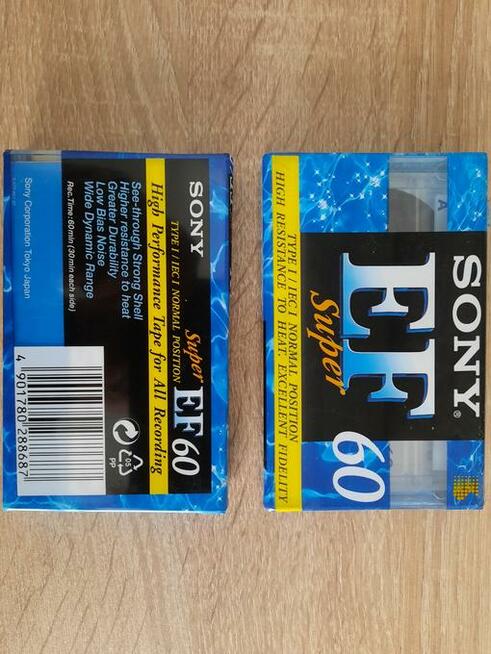 SONY
Super EF 60
TYPE I / IEC I NORMAL POSITION
High Performance Tape for All Recording
See-through Strong Shell
Higher resistance to heat
Greater Durability
Low Bias Noise
Wide Dynamic Range
Rec.Time:60min (30min each side)
Sony Corporation Tokyo Japan
05
PP
4 901780 288687
A
SONY®
EF 60
Super
TYPE I / IEC I NORMAL POSITION
HIGH RESISTANCE TO HEAT, EXCELLENT FIDELITY